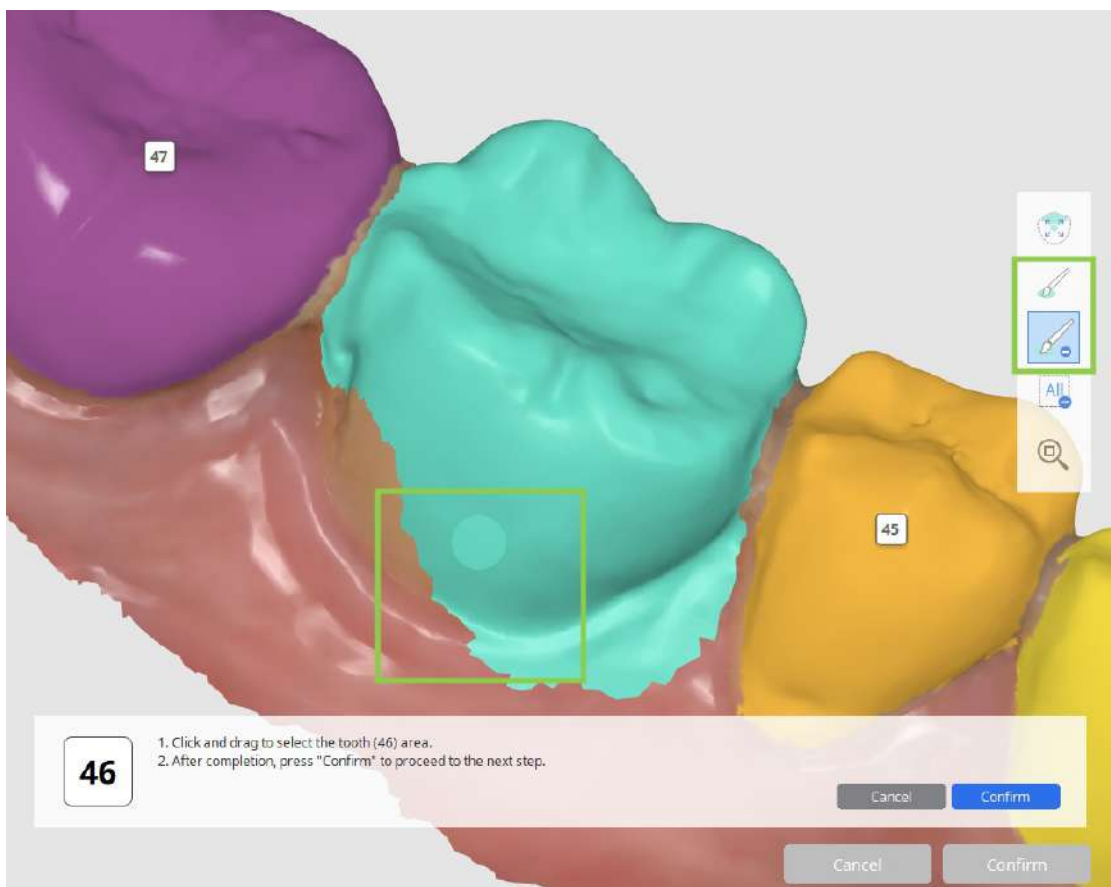 47
All
45
46
1. Click and drag to select the tooth (46) area.
2. After completion, press "Confirm" to proceed to the next step.
Cancel Confirm
Cancel Confirm